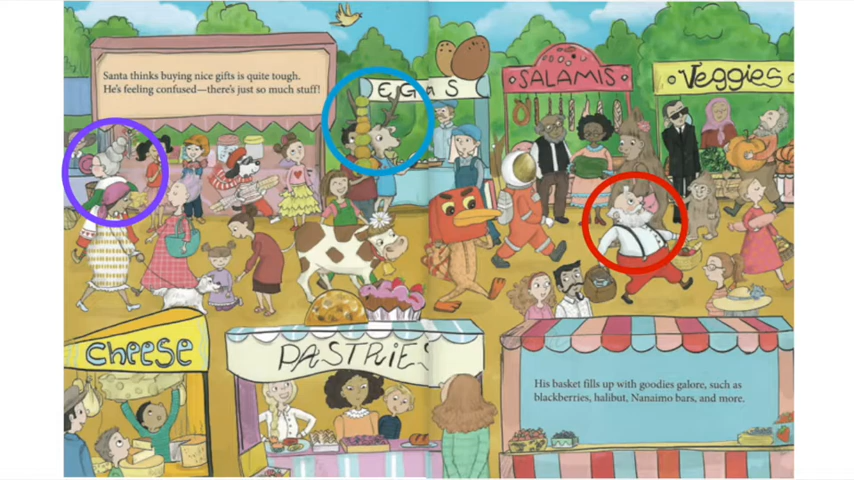 Santa thinks buying nice gifts is quite tough.
He's feeling confused—there's just so much stuff!
EGGS
SALAMIS
Veggies
Cheese
PASTRIES
His basket fills up with goodies galore, such as
blackberries, halibut, Nanaimo bars, and more.